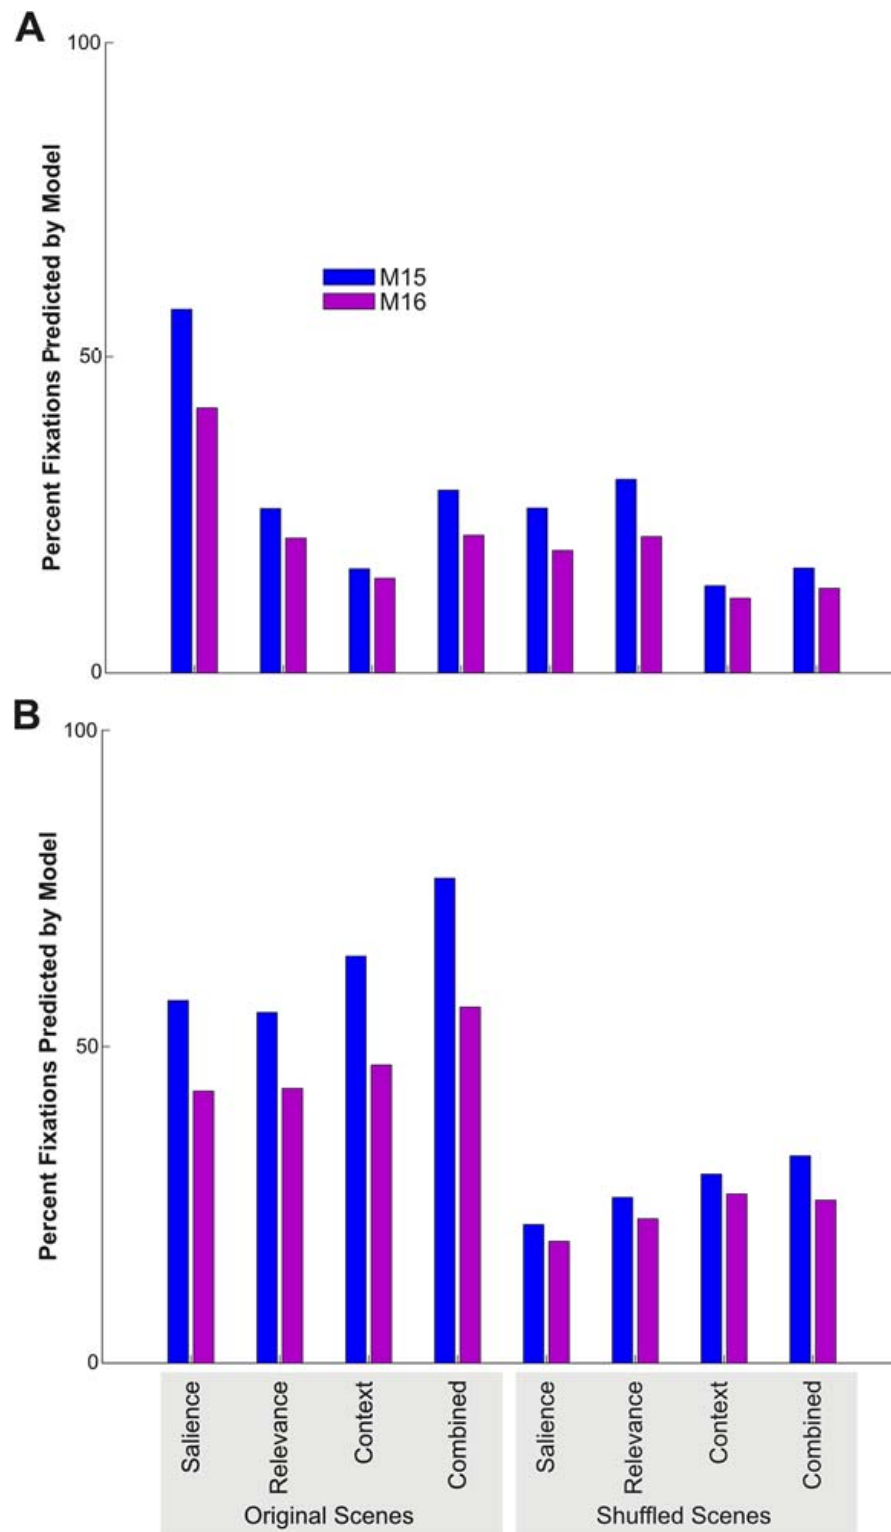 A
100
Percent Fixations Predicted by Model
M15
M16
50
0
B
100
Percent Fixations Predicted by Model
50
0
Salience
Relevance
Context
Combined
Salience
Relevance
Context
Combined
Original Scenes
Shuffled Scenes